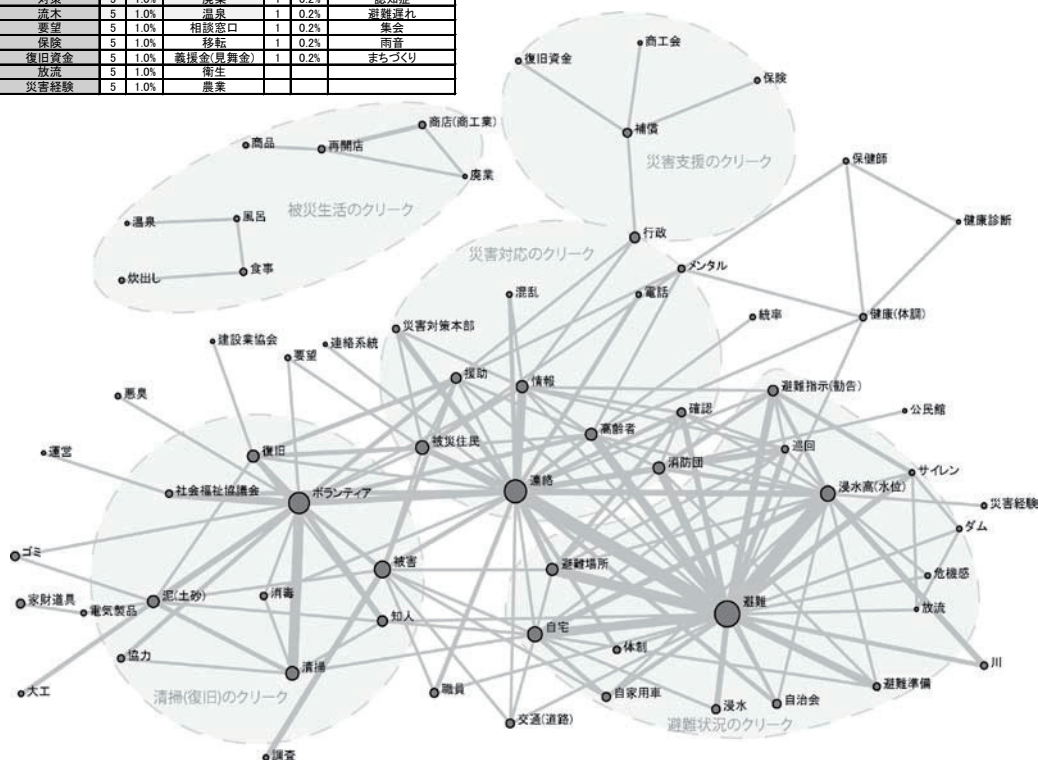 対策 5 1.0% 廃業 1 0.2% 認知症
流木 5 1.0% 温泉 1 0.2% 避難遅れ
要望 5 1.0% 相談窓口 1 0.2% 集会
保険 5 1.0% 移転 1 0.2% 雨音
復旧資金 5 1.0% 義援金(見舞金) 1 0.2% まちづくり
放流 5 1.0% 衛生
災害経験 5 1.0% 農業
商工会
復旧資金
保険
商店(商工業)
補償
商品
再開店
災害支援のクリーク
保健師
廃業
被災生活のクリーク
温泉
風呂
健康診断
行政
災害対応のクリーク
炊出し
食事
メンタル
混乱
電話
統率
健康(体調)
災害対策本部
建設業協会
連絡系統
要望
援助
情報
避難指示(勧告)
悪臭
確認
公民館
高齢者
運営
復旧
被災住民
巡回
消防団
サイレン
社会福祉協議会
ボランティア
連絡
浸水高(水位)
災害経験
ダム
ゴミ
被害
避難場所
危機感
家財道具
電気製品
泥(土砂)
消毒
避難
放流
知人
自宅
体制
協力
清掃
川
大工
清掃(復旧)のクリーク
職員
自家用車
避難準備
浸水
自治会
交通(道路)
避難状況のクリーク
調査